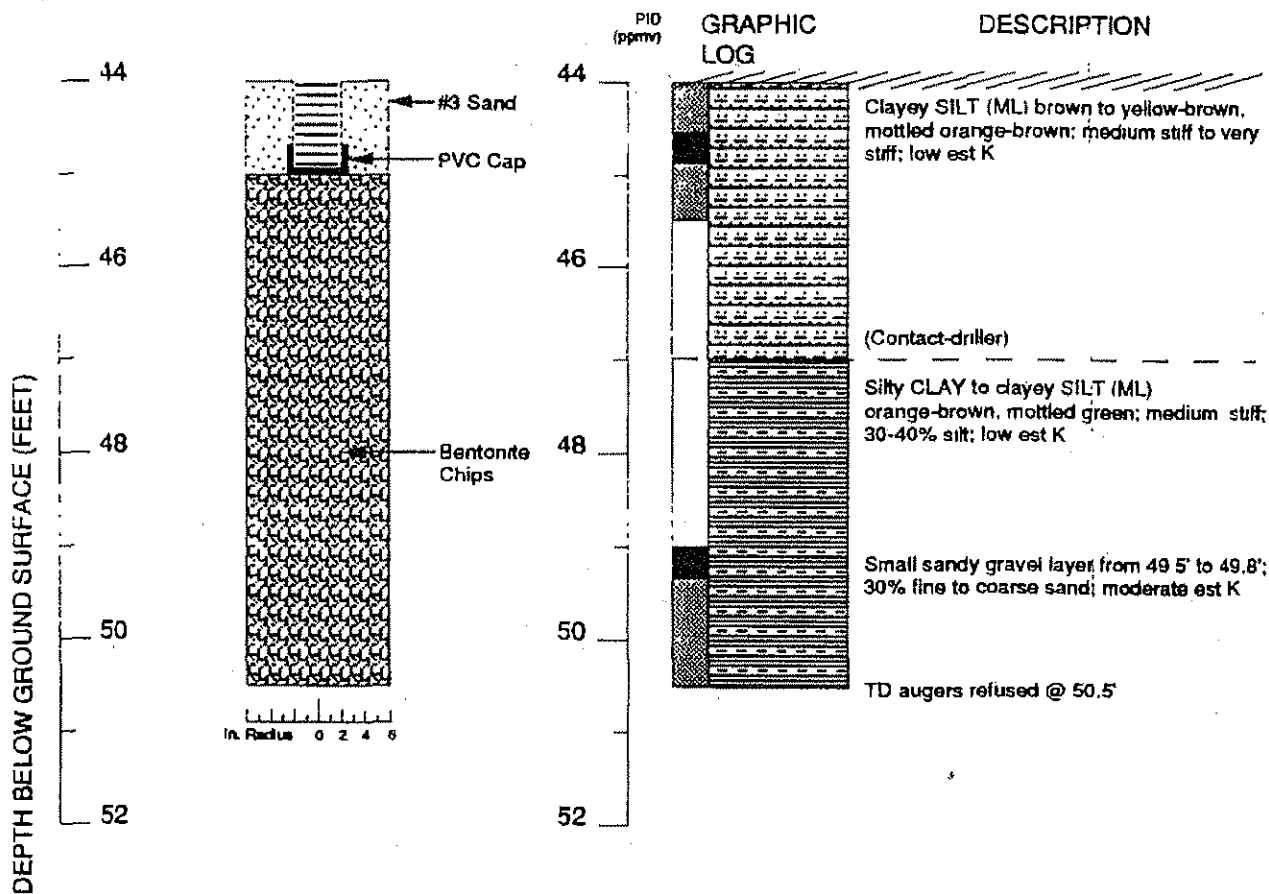 PID
(ppmv)
GRAPHIC
LOG
DESCRIPTION
DEPTH BELOW GROUND SURFACE (FEET)
44
46
48
50
52
#3 Sand
PVC Cap
Bentonite
Chips
In. Radius 0 2 4 6
44
46
48
50
52
Clayey SILT (ML) brown to yellow-brown,
mottled orange-brown; medium stiff to very
stiff; low est K
(Contact-driller)
Silty CLAY to clayey SILT (ML)
orange-brown, mottled green; medium stiff;
30-40% silt; low est K
Small sandy gravel layer from 49.5' to 49.8';
30% fine to coarse sand; moderate est K
TD augers refused @ 50.5'